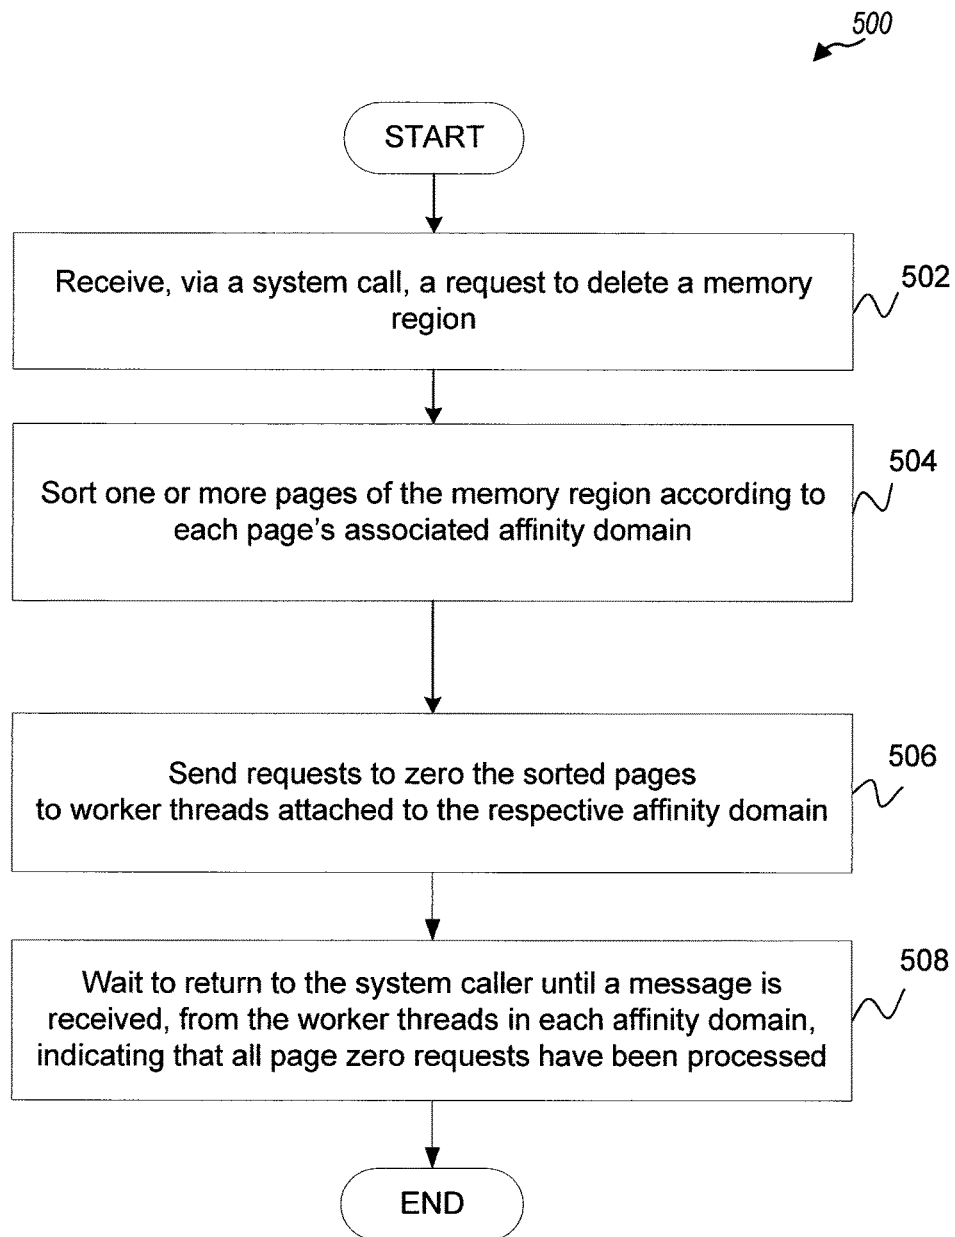 500
START
Receive, via a system call, a request to delete a memory
region
502
Sort one or more pages of the memory region according to
each page's associated affinity domain
504
Send requests to zero the sorted pages
to worker threads attached to the respective affinity domain
506
Wait to return to the system caller until a message is
received, from the worker threads in each affinity domain,
indicating that all page zero requests have been processed
508
END